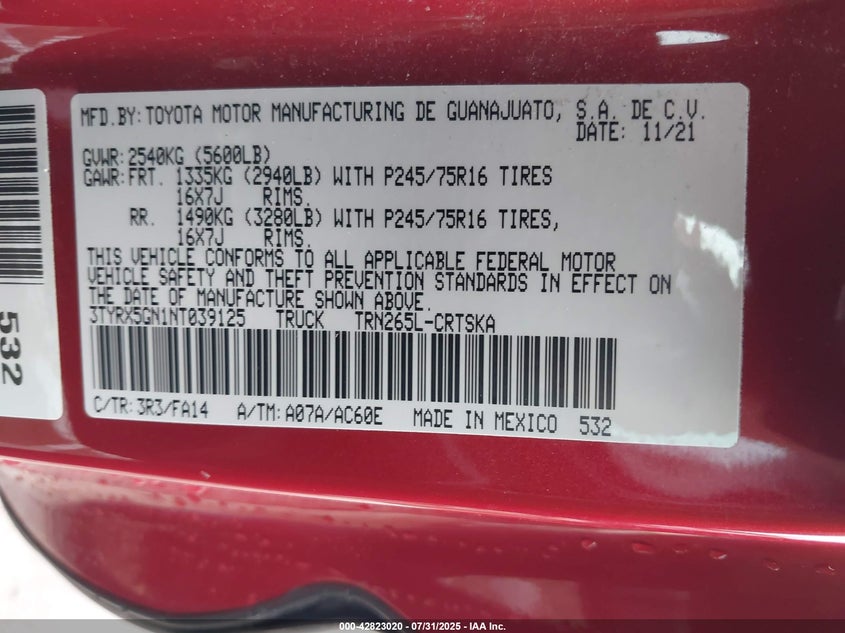 MFD.BY:TOYOTA MOTOR MANUFACTURING DE GUANAJUATO, S.A. DE C.V.
DATE: 11/21
GVWR:2540KG (5600LB)
GAWR:FRT. 1335KG (2940LB) WITH P245/75R16 TIRES
16X7J RIMS.
RR. 1490KG (3280LB) WITH P245/75R16 TIRES,
16X7J RIMS.
THIS VEHICLE CONFORMS TO ALL APPLICABLE FEDERAL MOTOR
VEHICLE SAFETY AND THEFT PREVENTION STANDARDS IN EFFECT ON
THE DATE OF MANUFACTURE SHOWN ABOVE.
3TYRX5GN1NT039125 TRUCK TRN265L-CRTSKA
C/TR:3R3/FA14 A/TM:A07A/AC60E MADE IN MEXICO 532
532
000-42823020 - 07/31/2025 - IAA Inc.